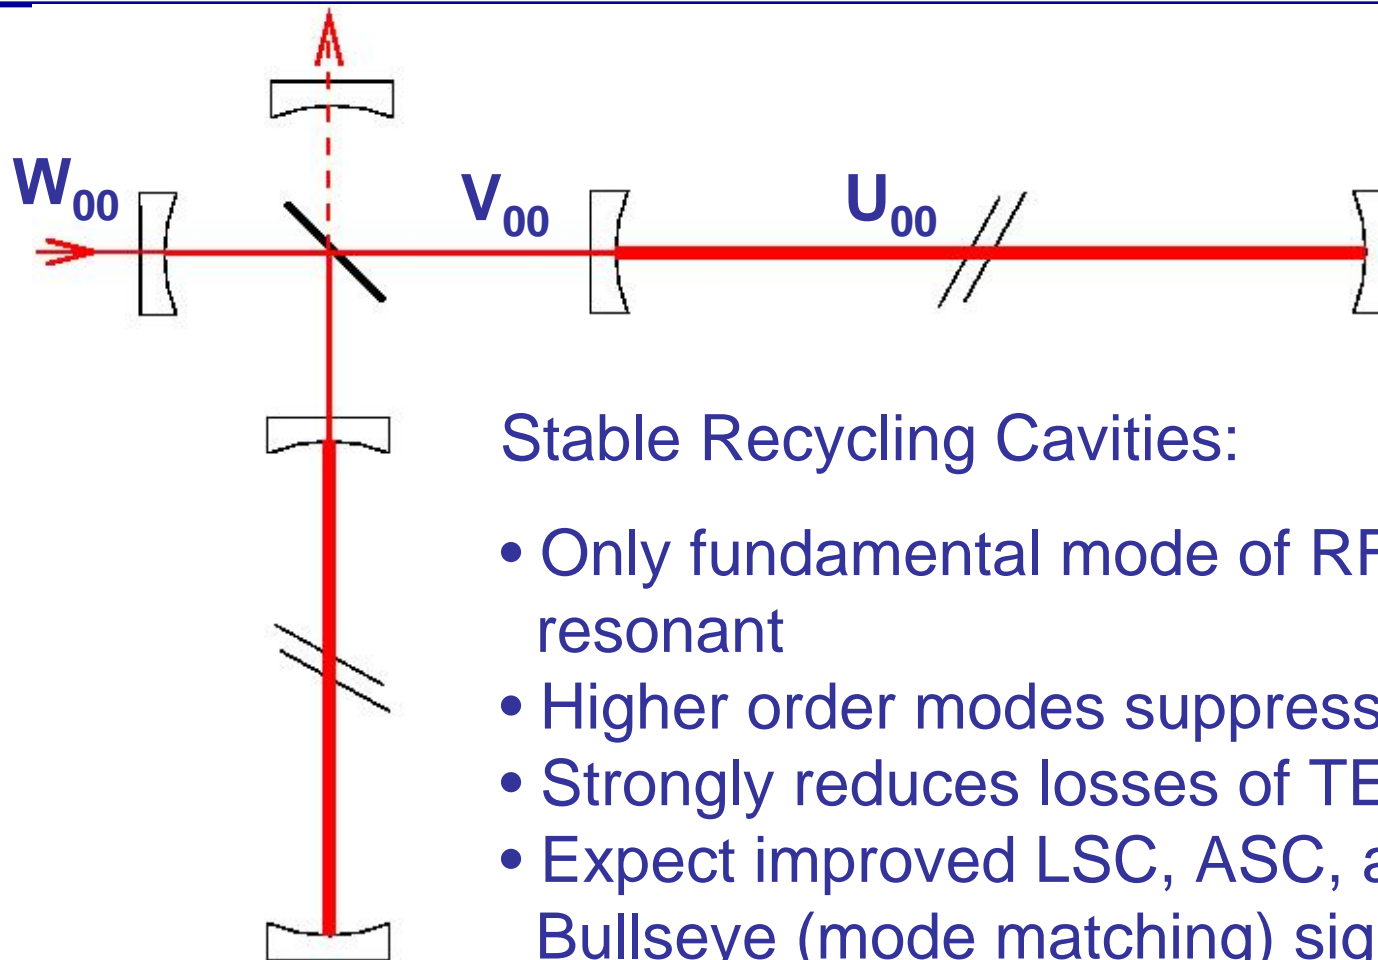 W00
V00
U00
Stable Recycling Cavities:
• Only fundamental mode of
resonant
• Higher order modes
• Strongly reduces losses of
• Expect improved LSC, ASC,
Bullseye (mode matching)